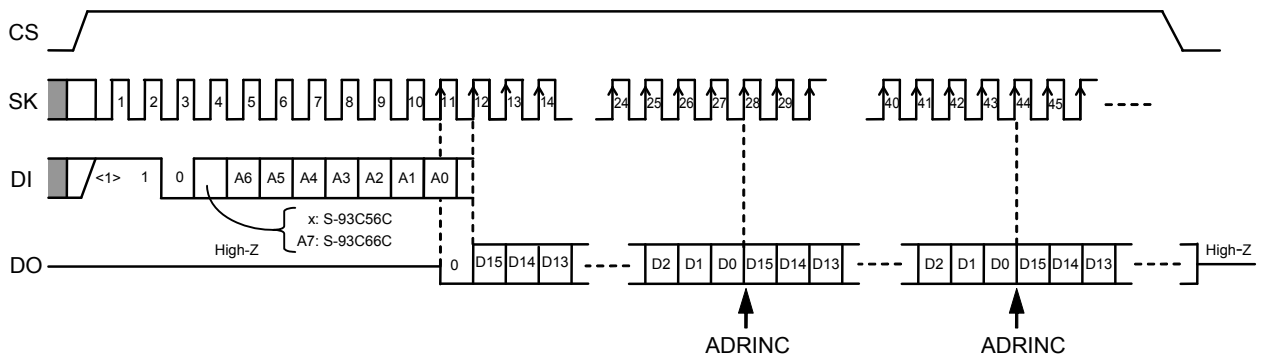 CS
SK 1 2 3 4 5 6 7 8 9 10 11 12 13 14 24 25 26 27 28 29 40 41 42 43 44 45
DI <1> 1 0 A6 A5 A4 A3 A2 A1 A0
x: S-93C56C
A7: S-93C66C
High-Z
DO 0 D15 D14 D13 D2 D1 D0 D15 D14 D13 D2 D1 D0 D15 D14 D13 High-Z
ADRINC ADRINC